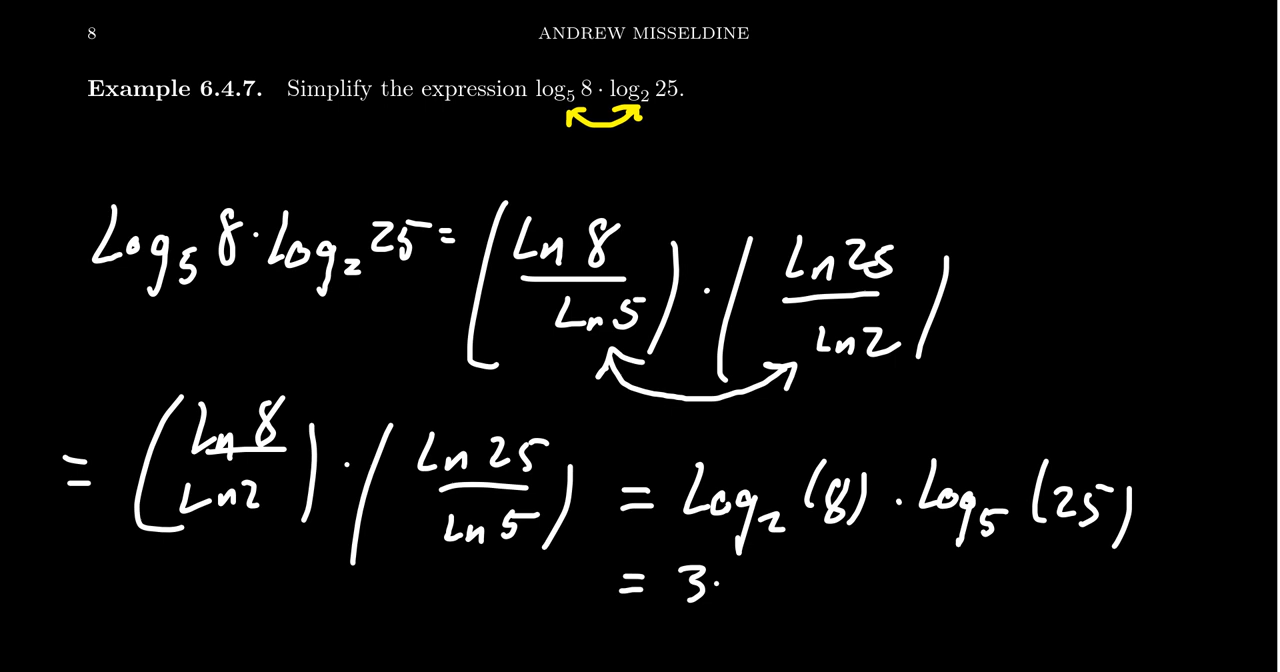 8 ANDREW MISSELDINE
Example 6.4.7. Simplify the expression log₅ 8 · log₂ 25.
Log₅ 8 · Log₂ 25 = (Ln 8 / Ln 5) · (Ln 25 / Ln 2)
= (Ln 8 / Ln 2) · (Ln 25 / Ln 5) = Log₂ (8) · Log₅ (25)
= 3 ·